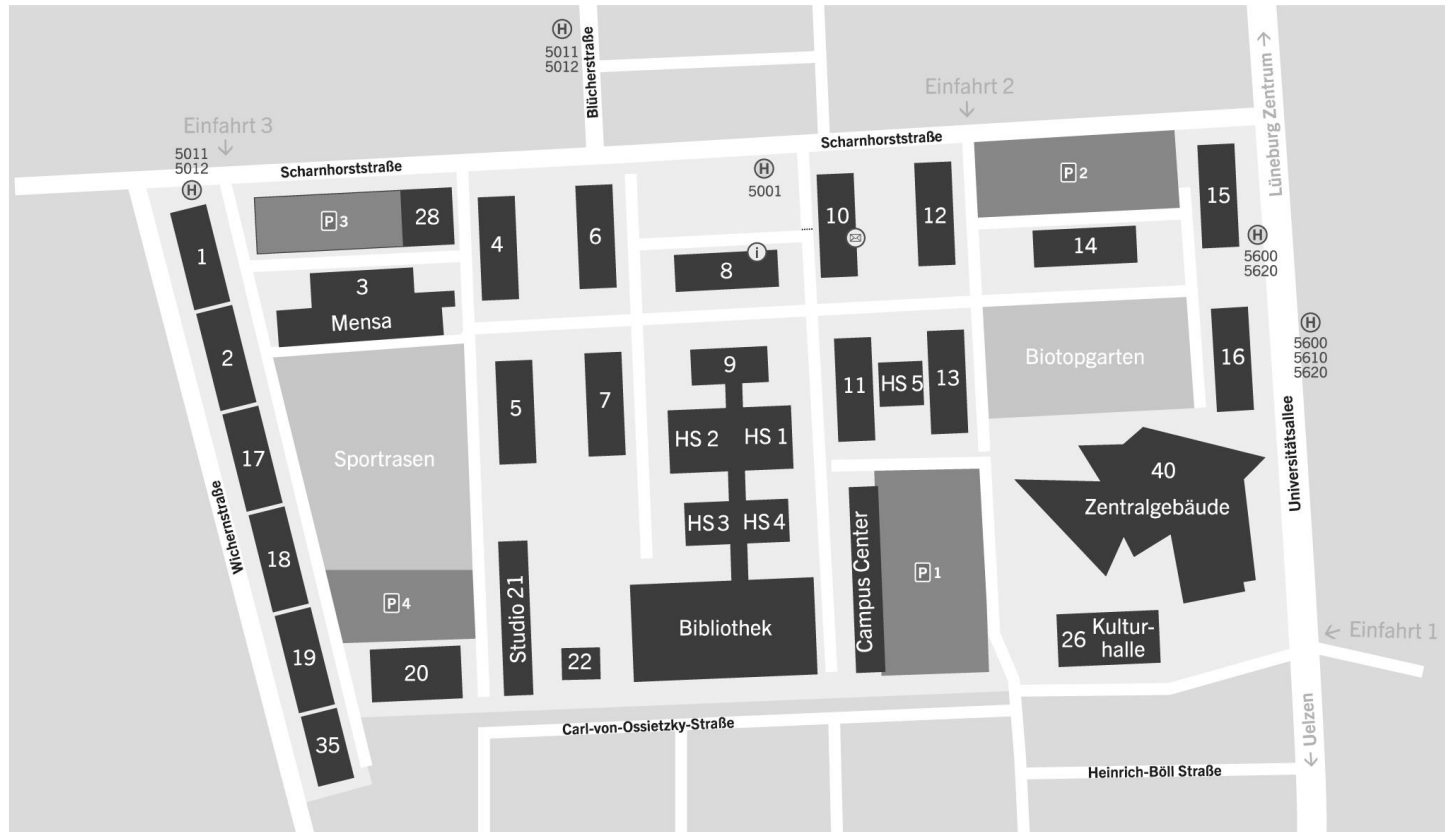 H
5011
5012
Blücherstraße
Einfahrt 2
Lüneburg Zentrum →
Einfahrt 3
5011
5012
H
Scharnhorststraße
Scharnhorststraße
H
5001
P 2
15
P 3
28
4
6
10
12
1
i
8
14
H
5600
5620
3
Mensa
H
5600
5610
5620
2
9
11
HS 5
13
Biotopgarten
16
5
7
HS 2
HS 1
17
Sportrasen
40
Zentralgebäude
Universitätsallee
Wichernstraße
HS 3
HS 4
18
Campus Center
P 1
P 4
Studio 21
Bibliothek
26
Kultur-
halle
← Einfahrt 1
19
20
22
35
Carl-von-Ossietzky-Straße
← Uelzen
Heinrich-Böll Straße